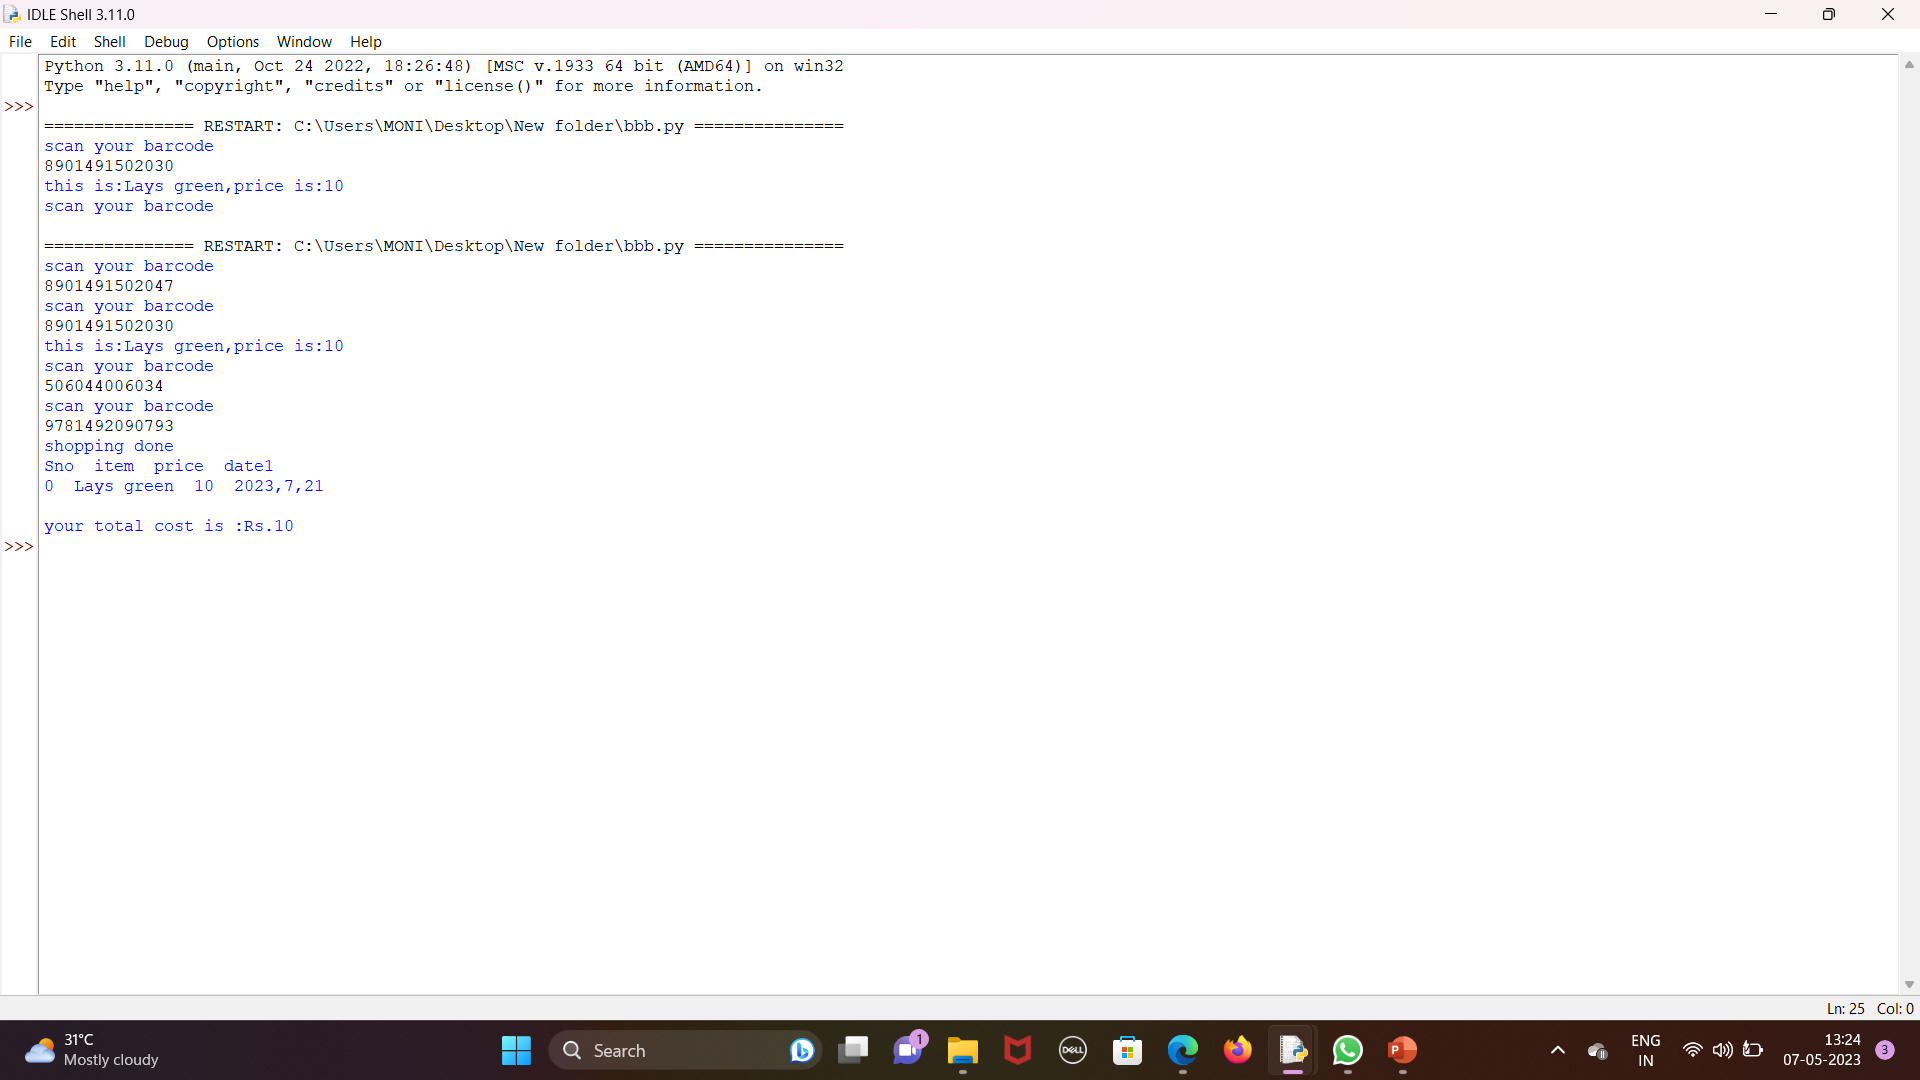 IDLE Shell 3.11.0
File Edit Shell Debug Options Window Help
Python 3.11.0 (main, Oct 24 2022, 18:26:48) [MSC v.1933 64 bit (AMD64)] on win32
Type "help", "copyright", "credits" or "license()" for more information.
>>>
=============== RESTART: C:\Users\MONI\Desktop\New folder\bbb.py ===============
scan your barcode
8901491502030
this is:Lays green,price is:10
scan your barcode
=============== RESTART: C:\Users\MONI\Desktop\New folder\bbb.py ===============
scan your barcode
8901491502047
scan your barcode
8901491502030
this is:Lays green,price is:10
scan your barcode
506044006034
scan your barcode
9781492090793
shopping done
Sno  item  price  date1
0  Lays green  10  2023,7,21
your total cost is :Rs.10
>>>
Ln: 25 Col: 0
31°C
Mostly cloudy
Search
1
DELL
P
ENG
IN
13:24
07-05-2023
3